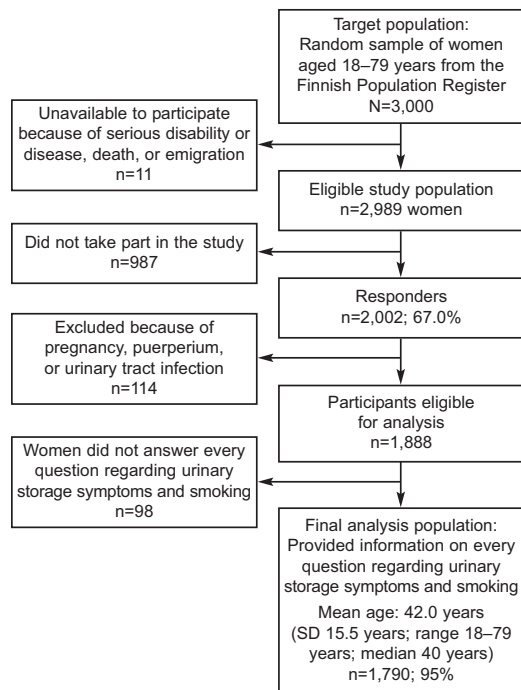 Target population:
Random sample of women
aged 18–79 years from the
Finnish Population Register
N=3,000
Unavailable to participate
because of serious disability or
disease, death, or emigration
n=11
Eligible study population
n=2,989 women
Did not take part in the study
n=987
Responders
n=2,002; 67.0%
Excluded because of
pregnancy, puerperium,
or urinary tract infection
n=114
Participants eligible
for analysis
n=1,888
Women did not answer every
question regarding urinary
storage symptoms and smoking
n=98
Final analysis population:
Provided information on every
question regarding urinary
storage symptoms and smoking
Mean age: 42.0 years
(SD 15.5 years; range 18–79
years; median 40 years)
n=1,790; 95%